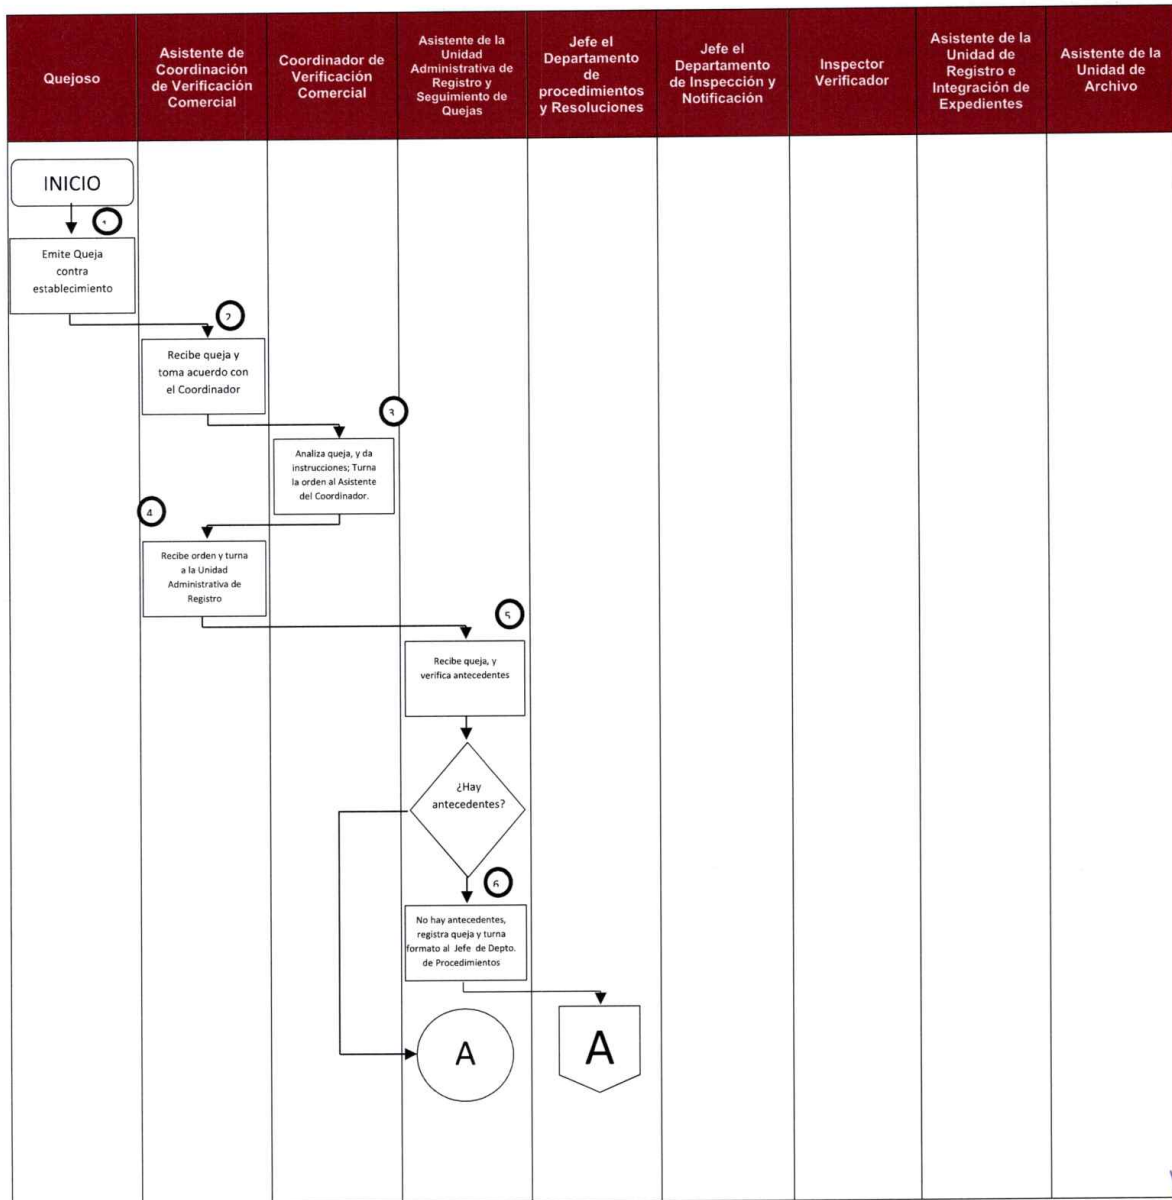 Quejoso
Asistente de
Coordinación
de Verificación
Comercial
Coordinador de
Verificación
Comercial
Asistente de la
Unidad
Administrativa de
Registro y
Seguimiento de
Quejas
Jefe el
Departamento
de
procedimientos
y Resoluciones
Jefe el
Departamento
de Inspección y
Notificación
Inspector
Verificador
Asistente de la
Unidad de
Registro e
Integración de
Expedientes
Asistente de la
Unidad de
Archivo
INICIO
1
Emite Queja
contra
establecimiento
2
Recibe queja y
toma acuerdo con
el Coordinador
3
Analiza queja, y da
instrucciones; Turna
la orden al Asistente
del Coordinador.
4
Recibe orden y turna
a la Unidad
Administrativa de
Registro
5
Recibe queja, y
verifica antecedentes
¿Hay
antecedentes?
6
No hay antecedentes,
registra queja y turna
formato al Jefe de Depto.
de Procedimientos
A
A